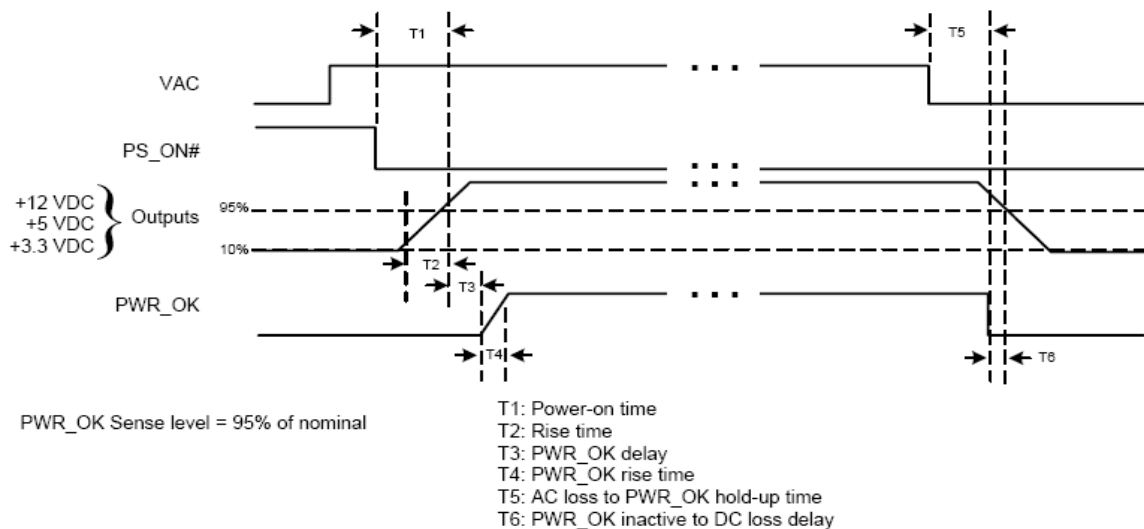 T1
T5
VAC
PS_ON#
+12 VDC
+5 VDC
+3.3 VDC
Outputs
95%
10%
T2
T3
PWR_OK
T4
T6
PWR_OK Sense level = 95% of nominal
T1: Power-on time
T2: Rise time
T3: PWR_OK delay
T4: PWR_OK rise time
T5: AC loss to PWR_OK hold-up time
T6: PWR_OK inactive to DC loss delay